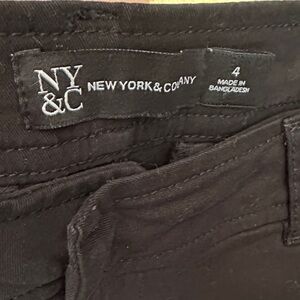 NY
&C
NEW YORK & COMPANY
4
MADE IN
BANGLADESH